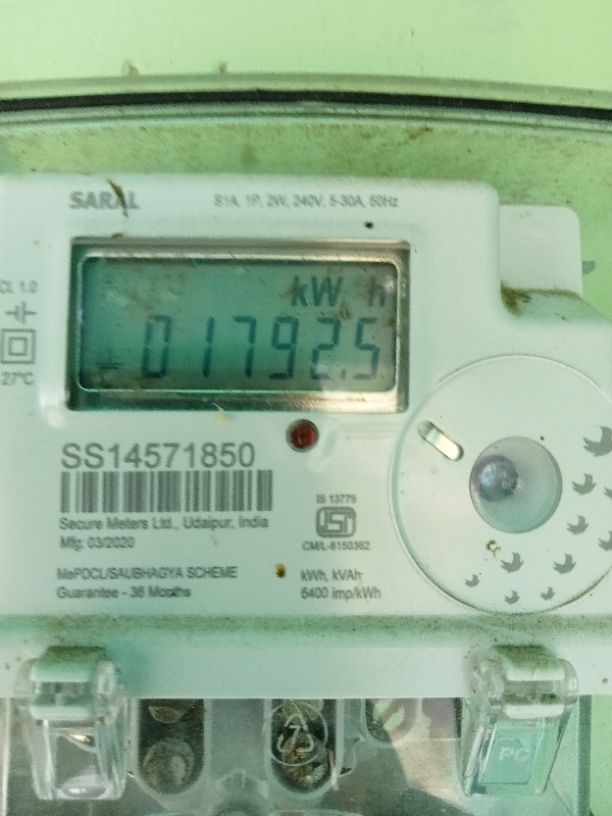 SARAL
S1A, 1P, 2W, 240V, 5-30A, 50Hz
CL 1.0
kW h
01792.5
27°C
SS14571850
Secure Meters Ltd., Udaipur, India
Mfg: 03/2020
IS 13779
CM/L-8150362
MePDCL/SAUBHAGYA SCHEME
Guarantee - 36 Months
kWh, kVAh
6400 imp/kWh
PC